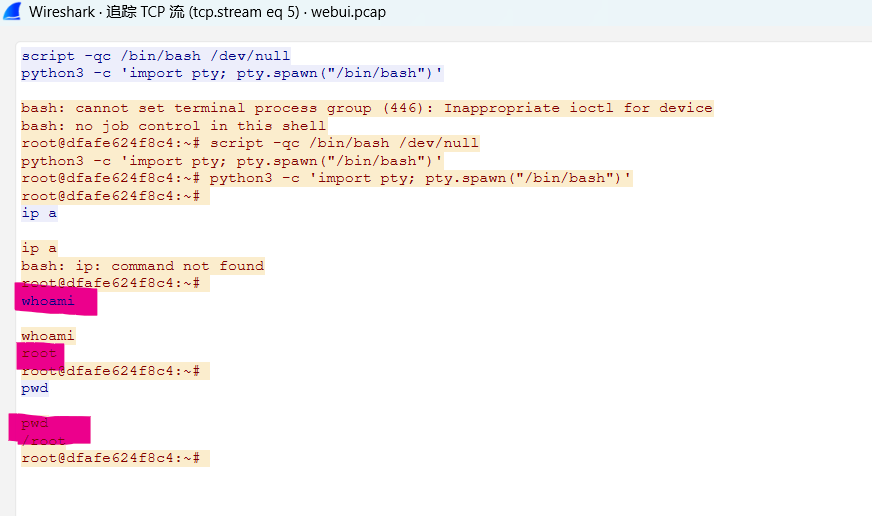 Wireshark · 追踪 TCP 流 (tcp.stream eq 5) · webui.pcap
script -qc /bin/bash /dev/null
python3 -c 'import pty; pty.spawn("/bin/bash")'
bash: cannot set terminal process group (446): Inappropriate ioctl for device
bash: no job control in this shell
root@dfafe624f8c4:~# script -qc /bin/bash /dev/null
python3 -c 'import pty; pty.spawn("/bin/bash")'
root@dfafe624f8c4:~# python3 -c 'import pty; pty.spawn("/bin/bash")'
root@dfafe624f8c4:~#
ip a
ip a
bash: ip: command not found
root@dfafe624f8c4:~#
whoami
whoami
root
root@dfafe624f8c4:~#
pwd
pwd
/root
root@dfafe624f8c4:~#